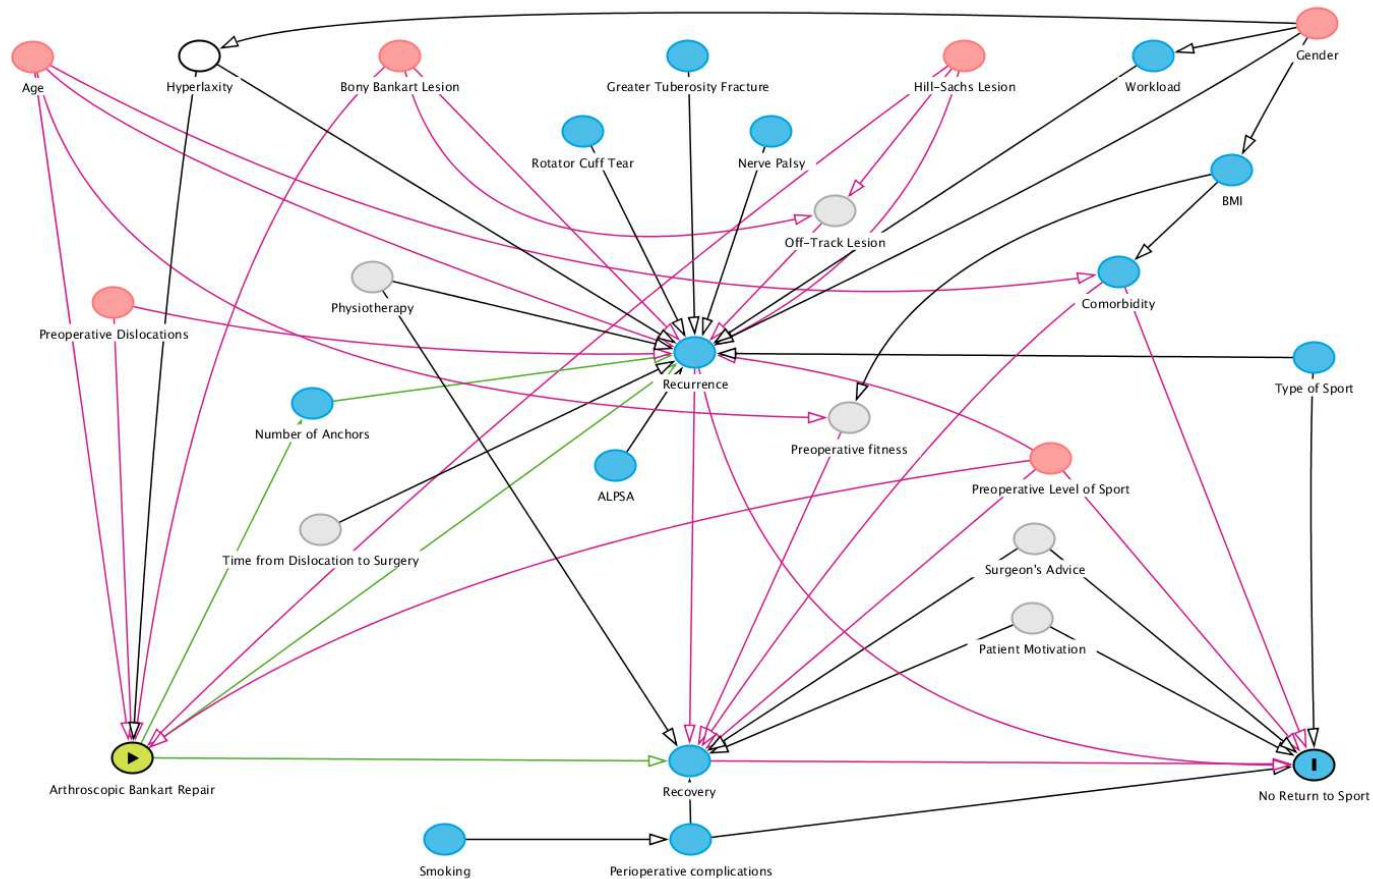 Gender
Age
Hyperlaxity
Bony Bankart Lesion
Greater Tuberosity Fracture
Hill-Sachs Lesion
Workload
Rotator Cuff Tear
Nerve Palsy
BMI
Off-Track Lesion
Physiotherapy
Comorbidity
Preoperative Dislocations
Recurrence
Type of Sport
Number of Anchors
Preoperative fitness
ALPSA
Preoperative Level of Sport
Time from Dislocation to Surgery
Surgeon's Advice
Patient Motivation
Arthroscopic Bankart Repair
Recovery
No Return to Sport
Smoking
Perioperative complications